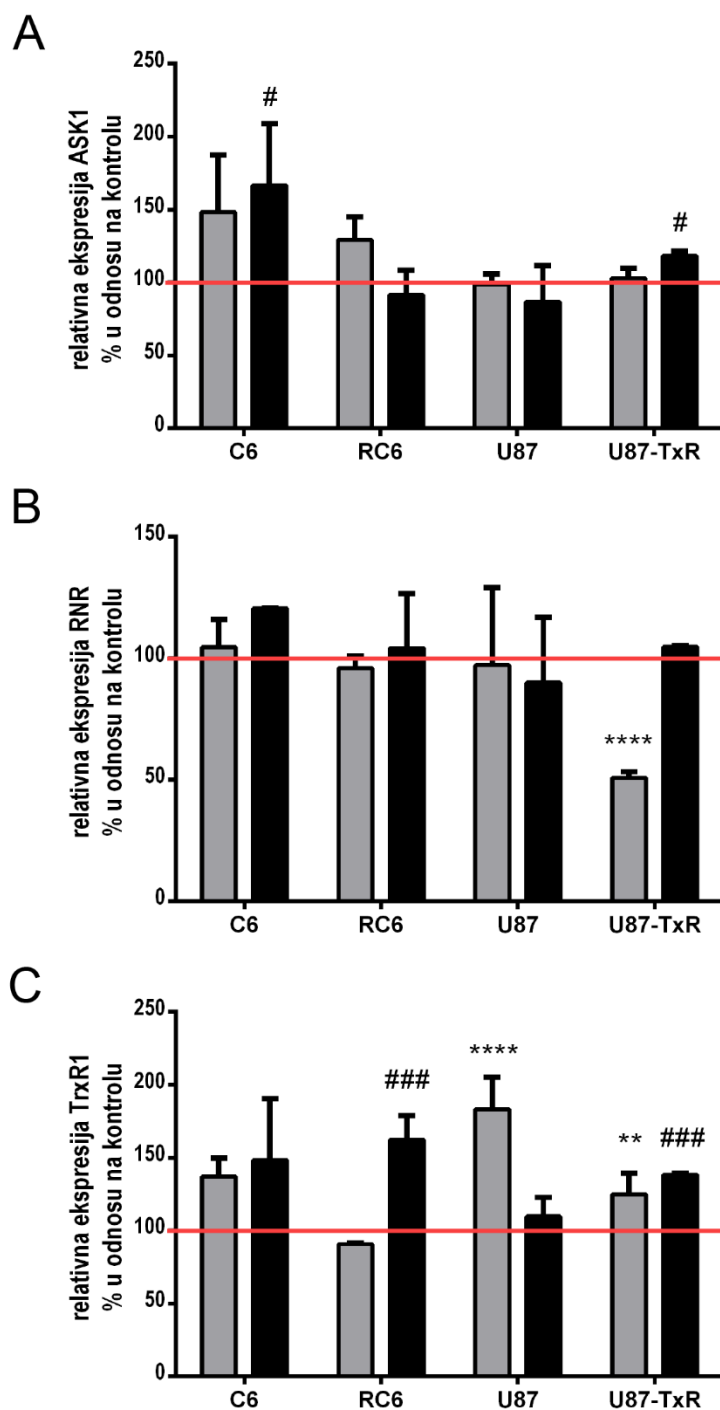 A
relativna ekspresija ASK1
% u odnosu na kontrolu
250
200
150
100
50
0
#
#
C6 RC6 U87 U87-TxR
B
relativna ekspresija RNR
% u odnosu na kontrolu
150
100
50
0
****
C6 RC6 U87 U87-TxR
C
relativna ekspresija TrxR1
% u odnosu na kontrolu
250
200
150
100
50
0
###
****
** ###
C6 RC6 U87 U87-TxR